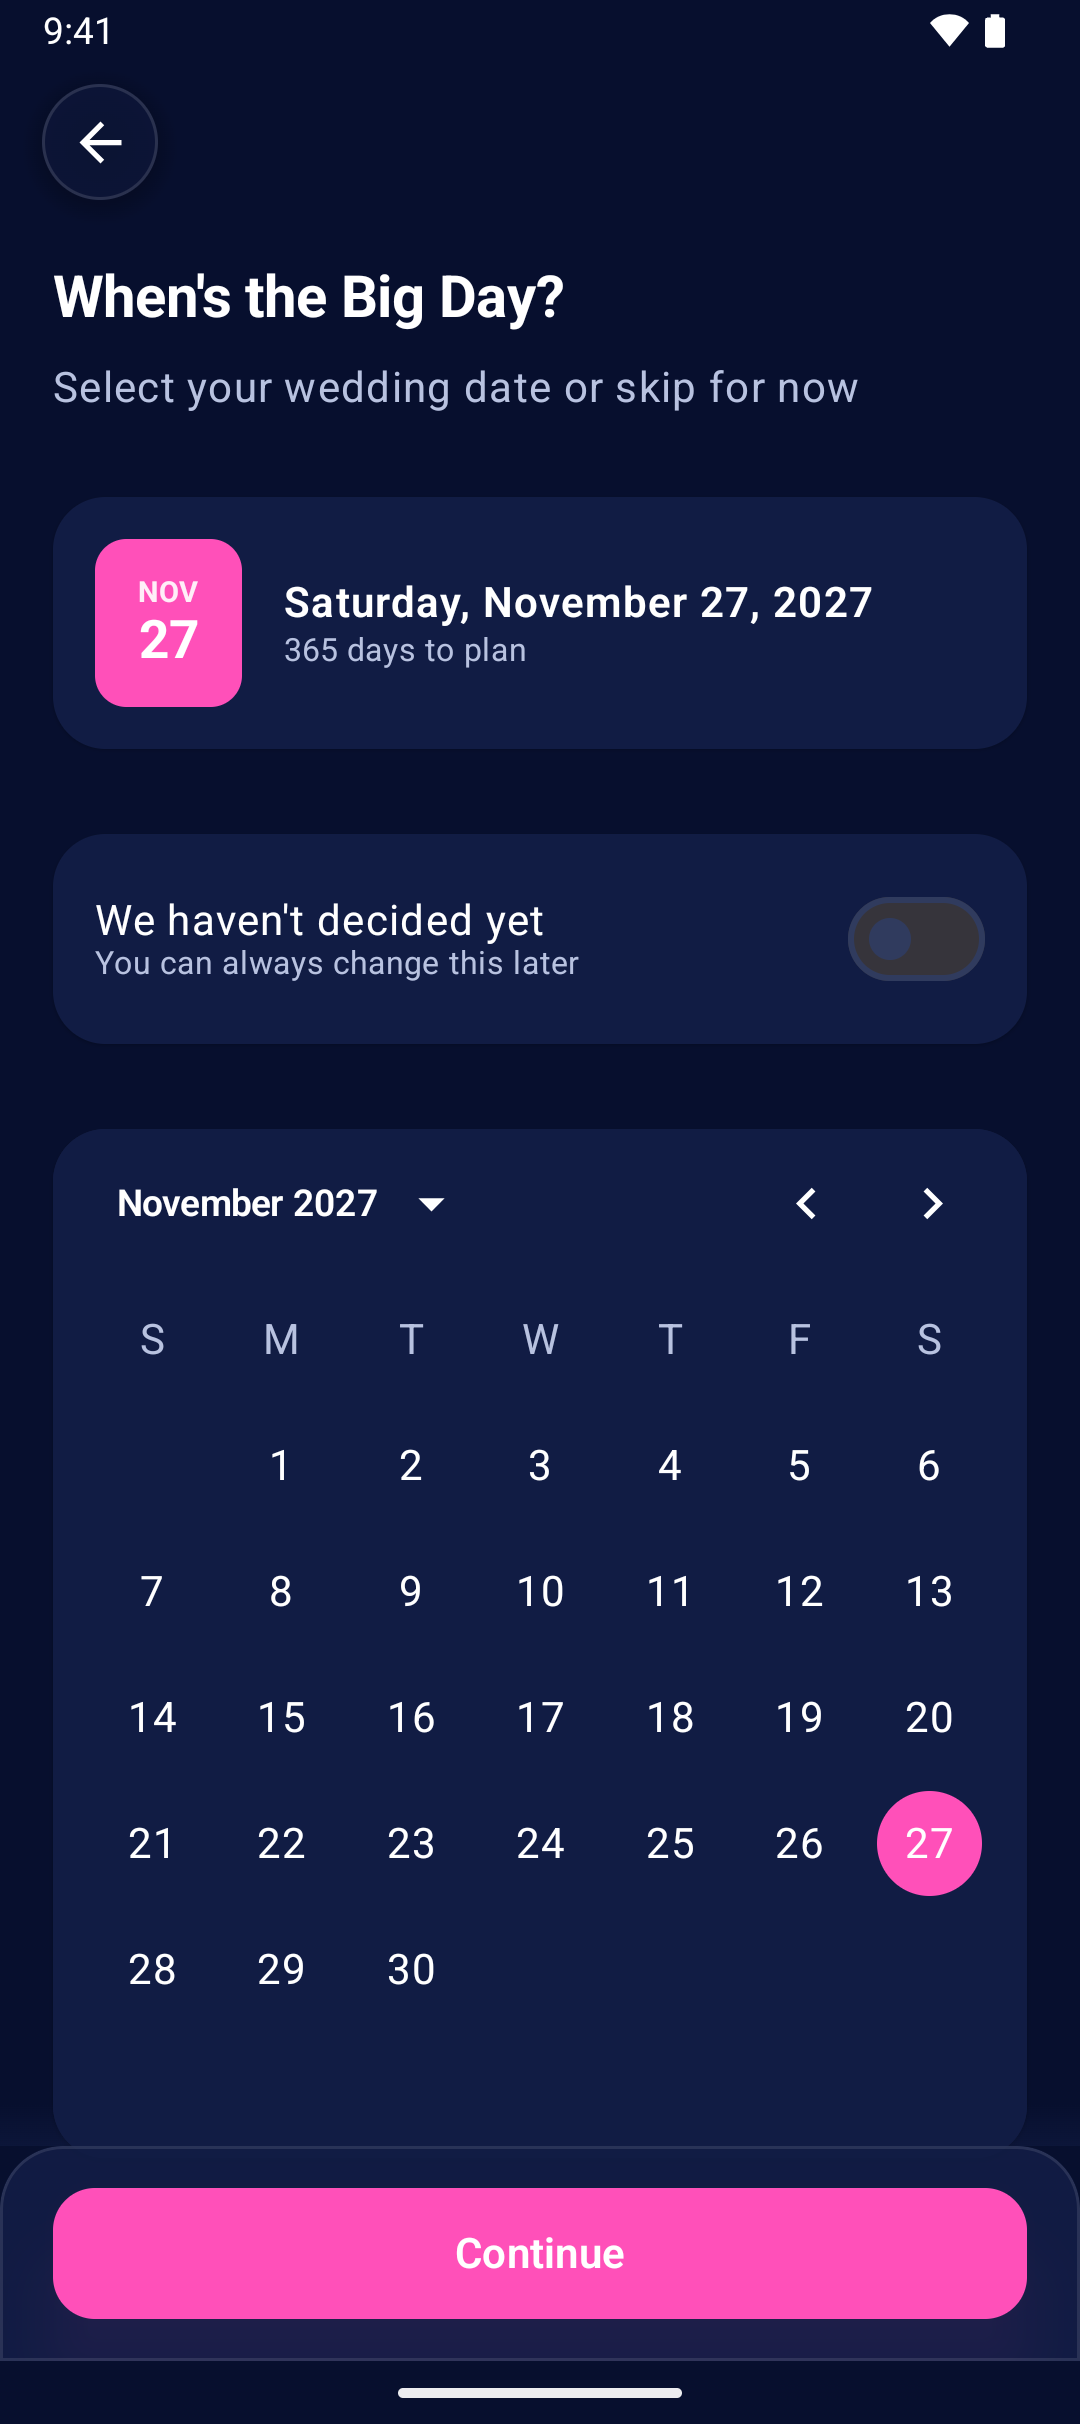 9:41
When's the Big Day?
Select your wedding date or skip for now
NOV
27
Saturday, November 27, 2027
365 days to plan
We haven't decided yet
You can always change this later
November 2027
S M T W T F S
1 2 3 4 5 6
7 8 9 10 11 12 13
14 15 16 17 18 19 20
21 22 23 24 25 26 27
28 29 30
Continue